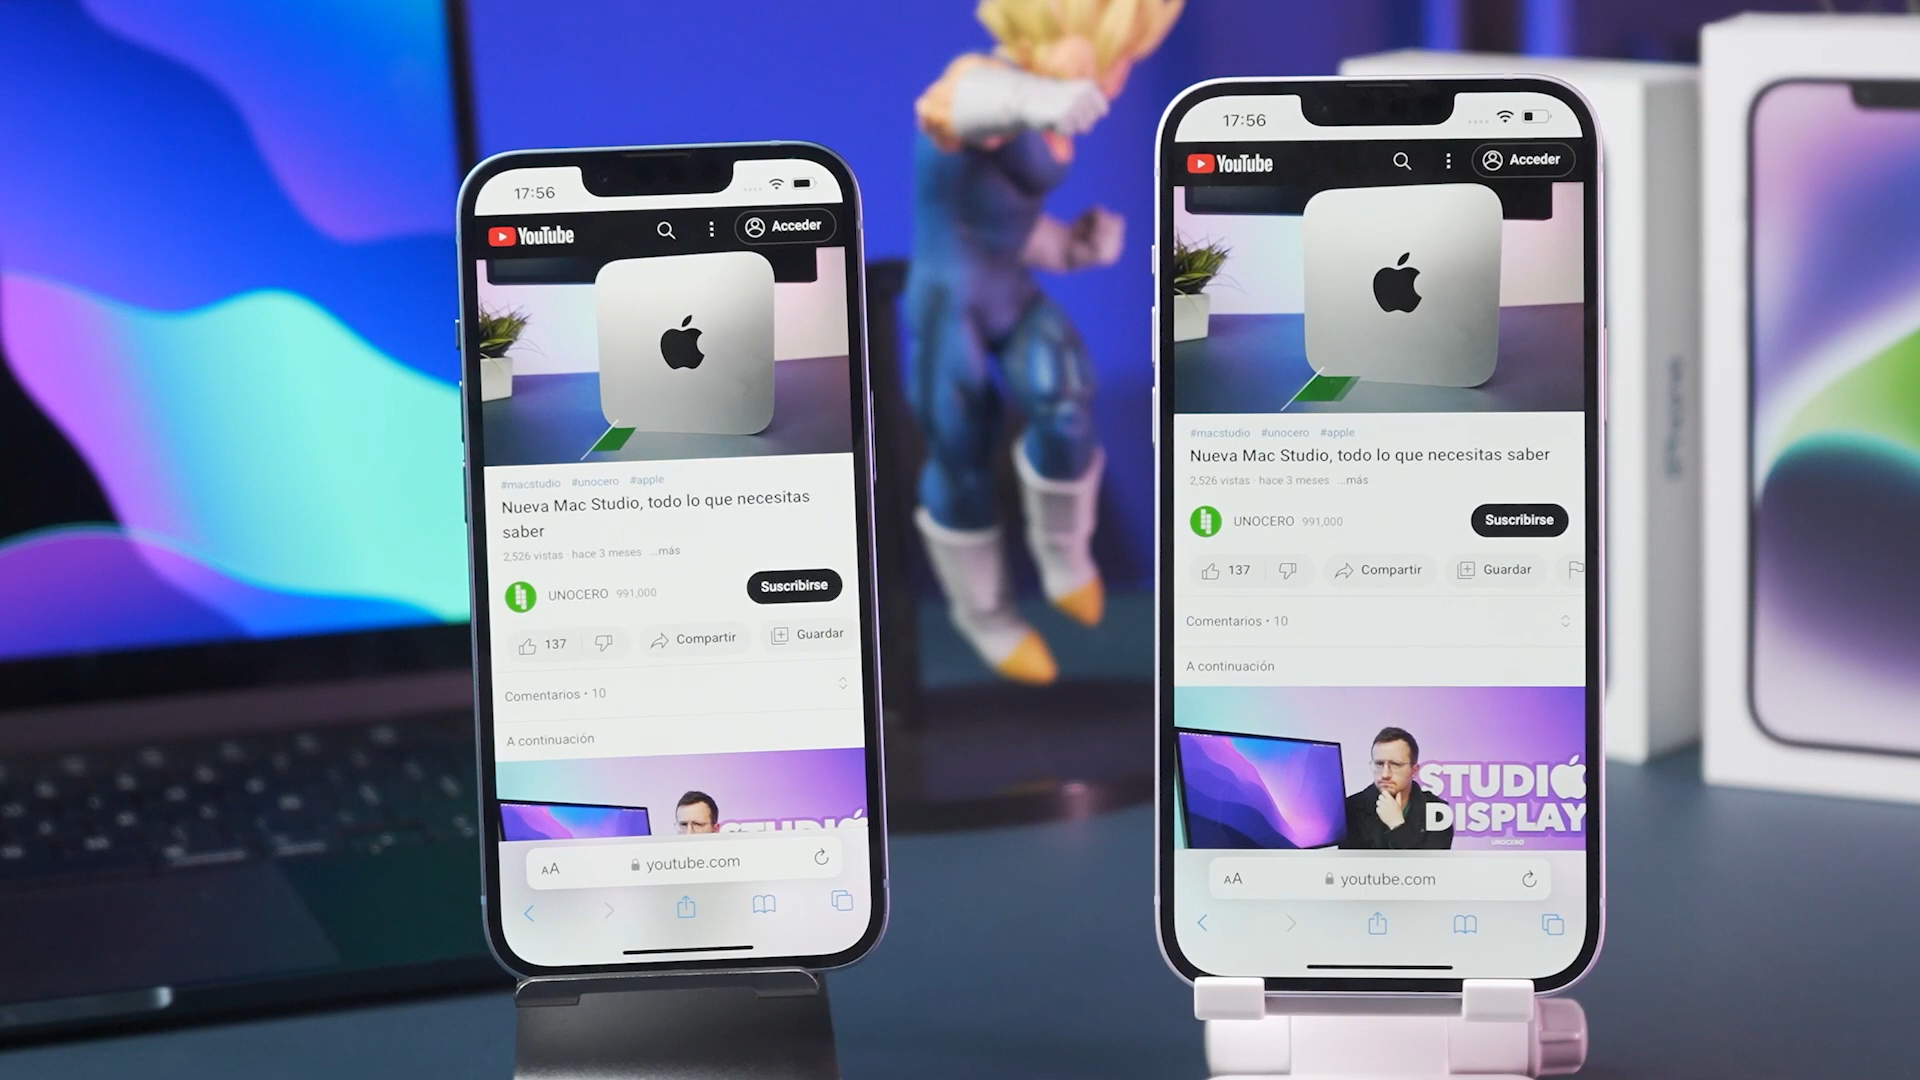 17:56
YouTube
Acceder
#macstudio #unocero #apple
Nueva Mac Studio, todo lo que necesitas
saber
2,526 vistas · hace 3 meses ...más
UNOCERO 991,000
Suscribirse
137
Compartir
Guardar
Comentarios • 10
A continuación
AA
youtube.com
17:56
YouTube
Acceder
#macstudio #unocero #apple
Nueva Mac Studio, todo lo que necesitas saber
2,526 vistas · hace 3 meses ...más
UNOCERO 991,000
Suscribirse
137
Compartir
Guardar
Comentarios • 10
A continuación
STUDIO
DISPLAY
UNOCERO
AA
youtube.com
iPhone